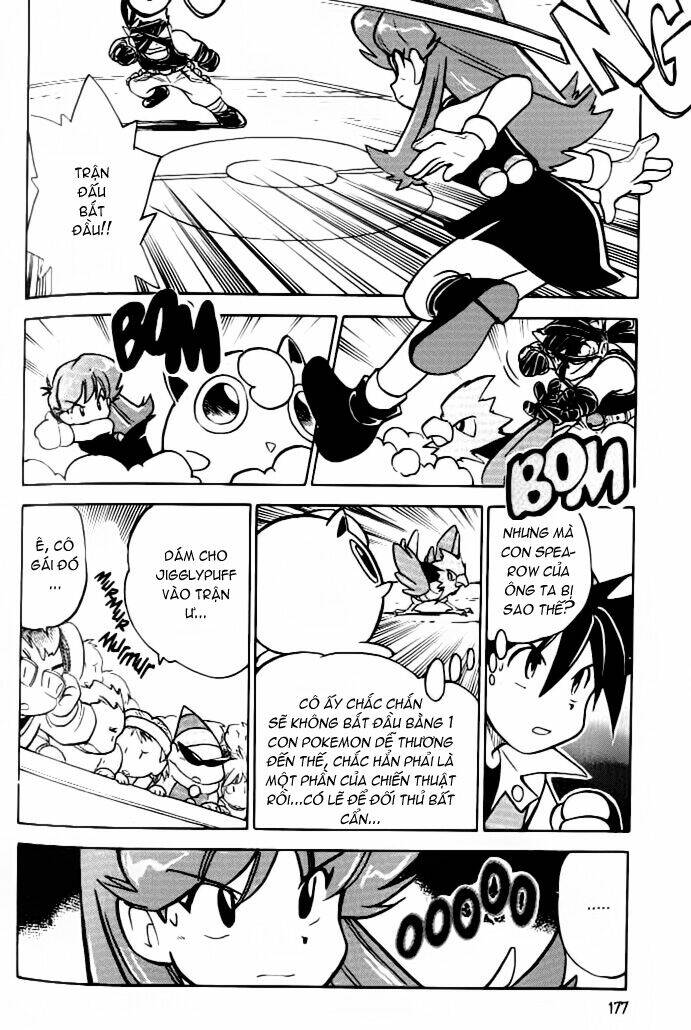 NG
TRẬN
ĐẤU
BẮT
ĐẦU!!
BOM
BOM
Ê, CÔ
GÁI ĐÓ
...
MURMUR
MURMUR
DÁM CHO
JIGGLYPUFF
VÀO TRẬN
Ư...
NHƯNG MÀ
CON SPEA-
ROW CỦA
ÔNG TA BỊ
SAO THẾ?
CÔ ẤY CHẮC CHẮN
SẼ KHÔNG BẮT ĐẦU BẰNG 1
CON POKEMON DỄ THƯƠNG
ĐẾN THẾ, CHẮC HẲN PHẢI LÀ
MỘT PHẦN CỦA CHIẾN THUẬT
RỒI...CÓ LẼ ĐỂ ĐỐI THỦ BẤT
CẨN...
OOOOO
.....
177